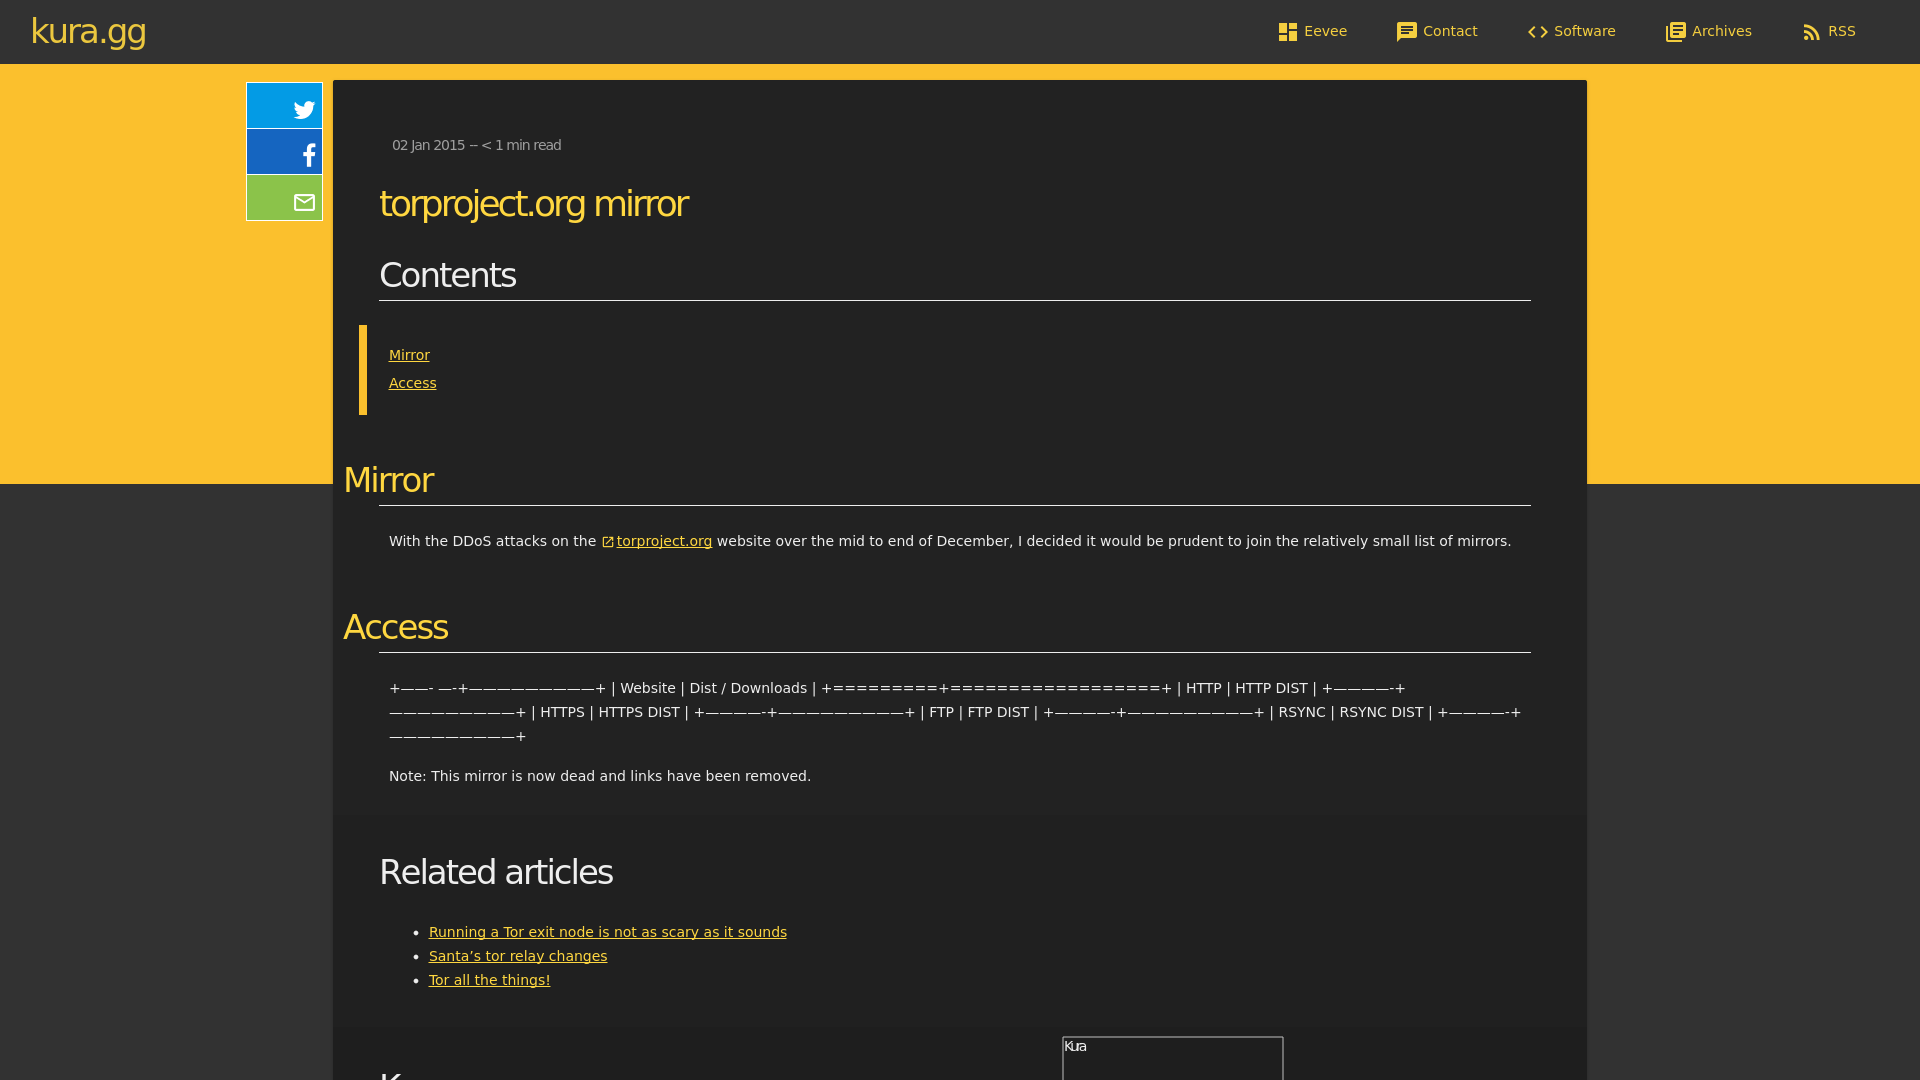 kura.gg
Eevee
Contact
Software
Archives
RSS
02 Jan 2015 -- < 1 min read
torproject.org mirror
Contents
Mirror
Access
Mirror
With the DDoS attacks on the torproject.org website over the mid to end of December, I decided it would be prudent to join the relatively small list of mirrors.
Access
+——- —-+—————————+ | Website | Dist / Downloads | +=========+==================+ | HTTP | HTTP DIST | +————-+
—————————+ | HTTPS | HTTPS DIST | +————-+—————————+ | FTP | FTP DIST | +————-+—————————+ | RSYNC | RSYNC DIST | +————-+
—————————+
Note: This mirror is now dead and links have been removed.
Related articles
Running a Tor exit node is not as scary as it sounds
Santa’s tor relay changes
Tor all the things!
Kura